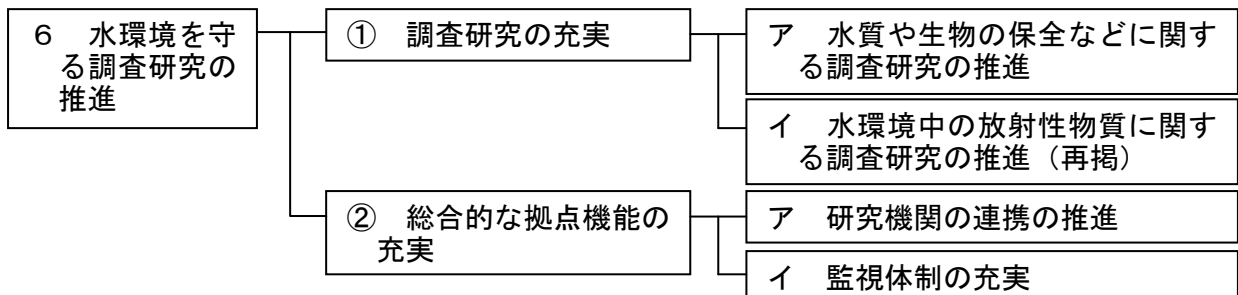 6　水環境を守
る調査研究の
推進
①　調査研究の充実
ア　水質や生物の保全などに関す
る調査研究の推進
イ　水環境中の放射性物質に関す
る調査研究の推進（再掲）
②　総合的な拠点機能の
充実
ア　研究機関の連携の推進
イ　監視体制の充実